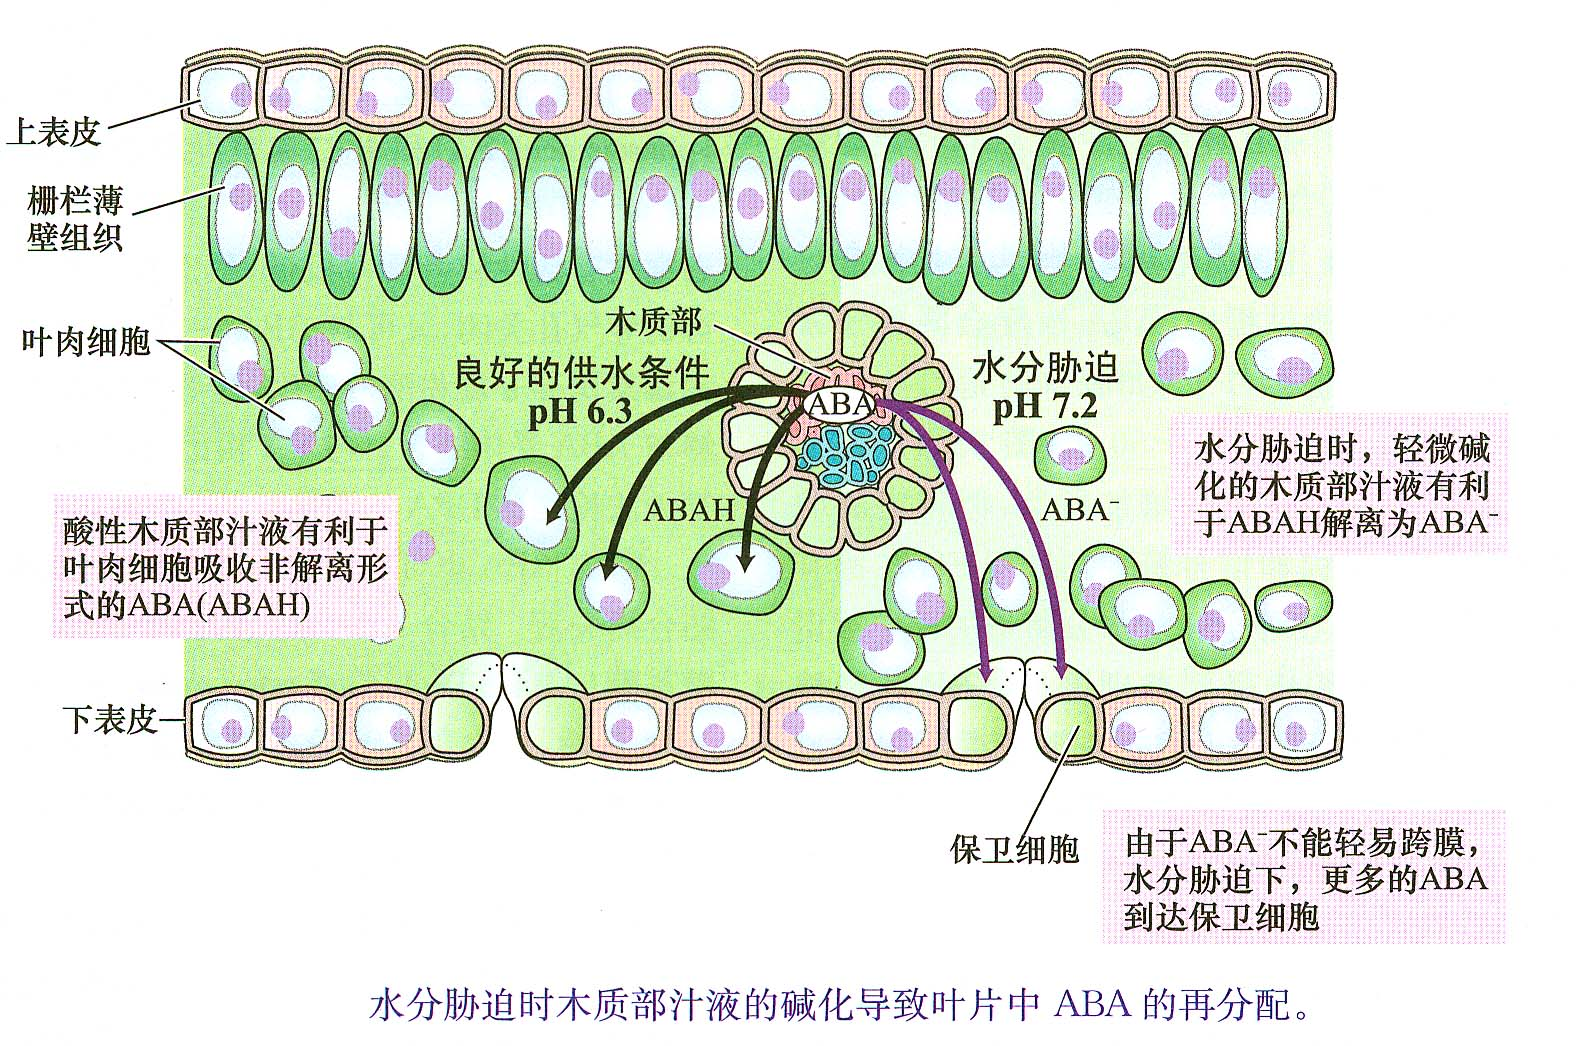 上表皮
栅栏薄
壁组织
叶肉细胞
木质部
良好的供水条件
pH 6.3
ABA
水分胁迫
pH 7.2
ABAH
ABA⁻
水分胁迫时，轻微碱
化的木质部汁液有利
于ABAH解离为ABA⁻
酸性木质部汁液有利于
叶肉细胞吸收非解离形
式的ABA(ABAH)
下表皮
保卫细胞
由于ABA⁻不能轻易跨膜，
水分胁迫下，更多的ABA
到达保卫细胞
水分胁迫时木质部汁液的碱化导致叶片中 ABA 的再分配。